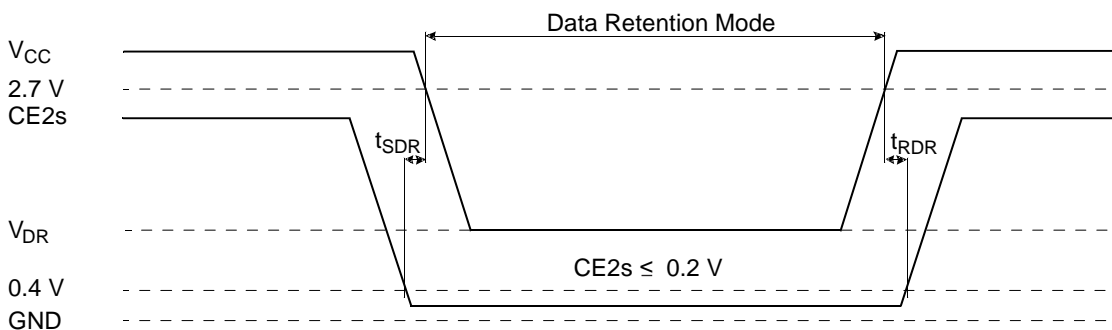 Data Retention Mode
VCC
2.7 V
CE2s
tSDR
tRDR
VDR
CE2s ≤ 0.2 V
0.4 V
GND